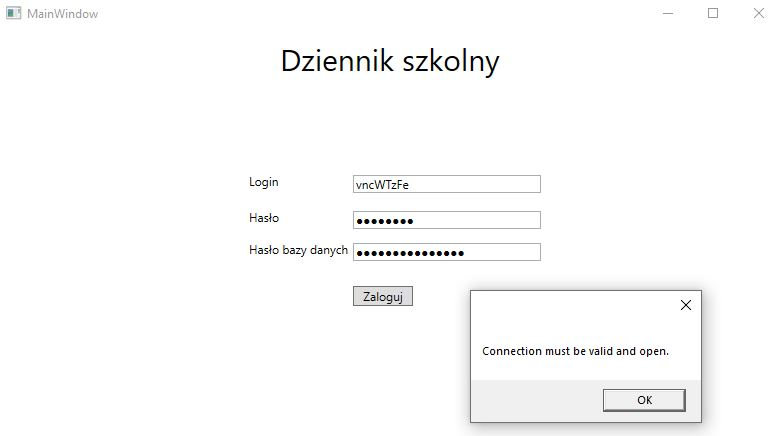 MainWindow
Dziennik szkolny
Login
vncWTzFe
Hasło
●●●●●●●●
Hasło bazy danych
●●●●●●●●●●●●●●●
Zaloguj
Connection must be valid and open.
OK